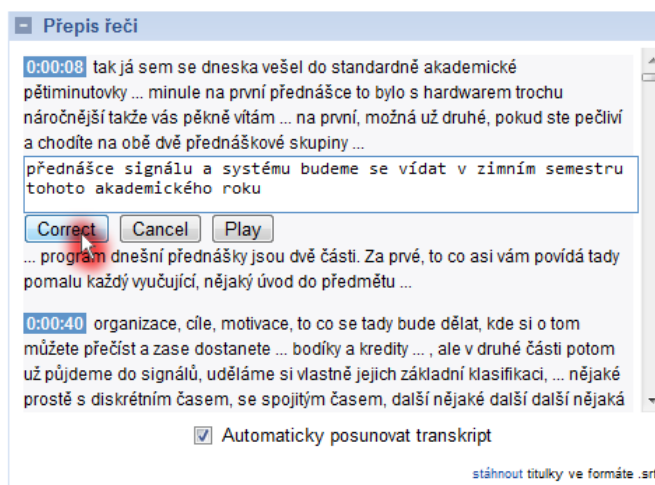 Přepis řeči
0:00:08 tak já sem se dneska vešel do standardně akademické
pětiminutovky ... minule na první přednášce to bylo s hardwarem trochu
náročnější takže vás pěkně vítám ... na první, možná už druhé, pokud ste pečliví
a chodíte na obě dvě přednáškové skupiny ...
přednášce signálu a systému budeme se vídat v zimním semestru
tohoto akademického roku
Correct Cancel Play
... program dnešní přednášky jsou dvě části. Za prvé, to co asi vám povídá tady
pomalu každý vyučující, nějaký úvod do předmětu ...
0:00:40 organizace, cíle, motivace, to co se tady bude dělat, kde si o tom
můžete přečíst a zase dostanete ... bodíky a kredity ... , ale v druhé části potom
už půjdeme do signálů, uděláme si vlastně jejich základní klasifikaci, ... nějaké
prostě s diskrétním časem, se spojitým časem, další nějaké další další nějaká
Automaticky posunovat transkript
stáhnout titulky ve formáte .srt